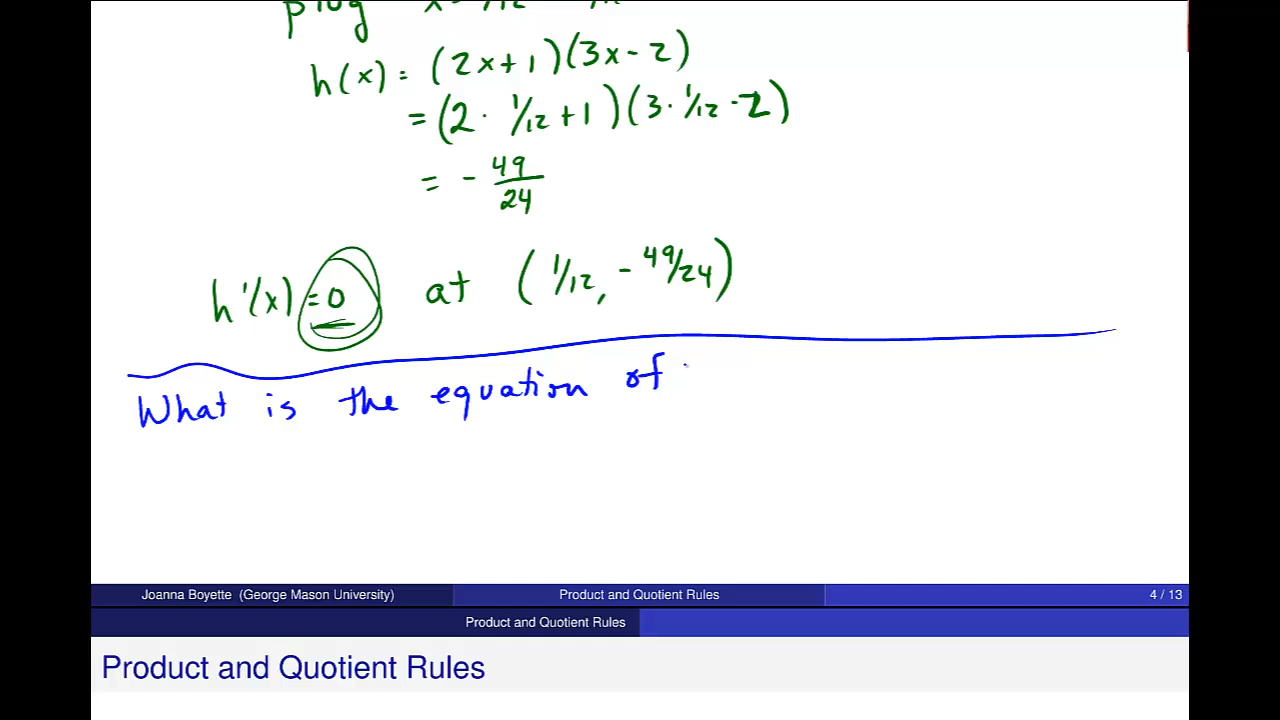 plug
h(x) = (2x+1)(3x-2)
= (2 · 1/12 + 1)(3 · 1/12 - 2)
= - 49/24
h'(x) = 0 at (1/12, - 49/24)
What is the equation of
Joanna Boyette (George Mason University) Product and Quotient Rules 4 / 13
Product and Quotient Rules
Product and Quotient Rules